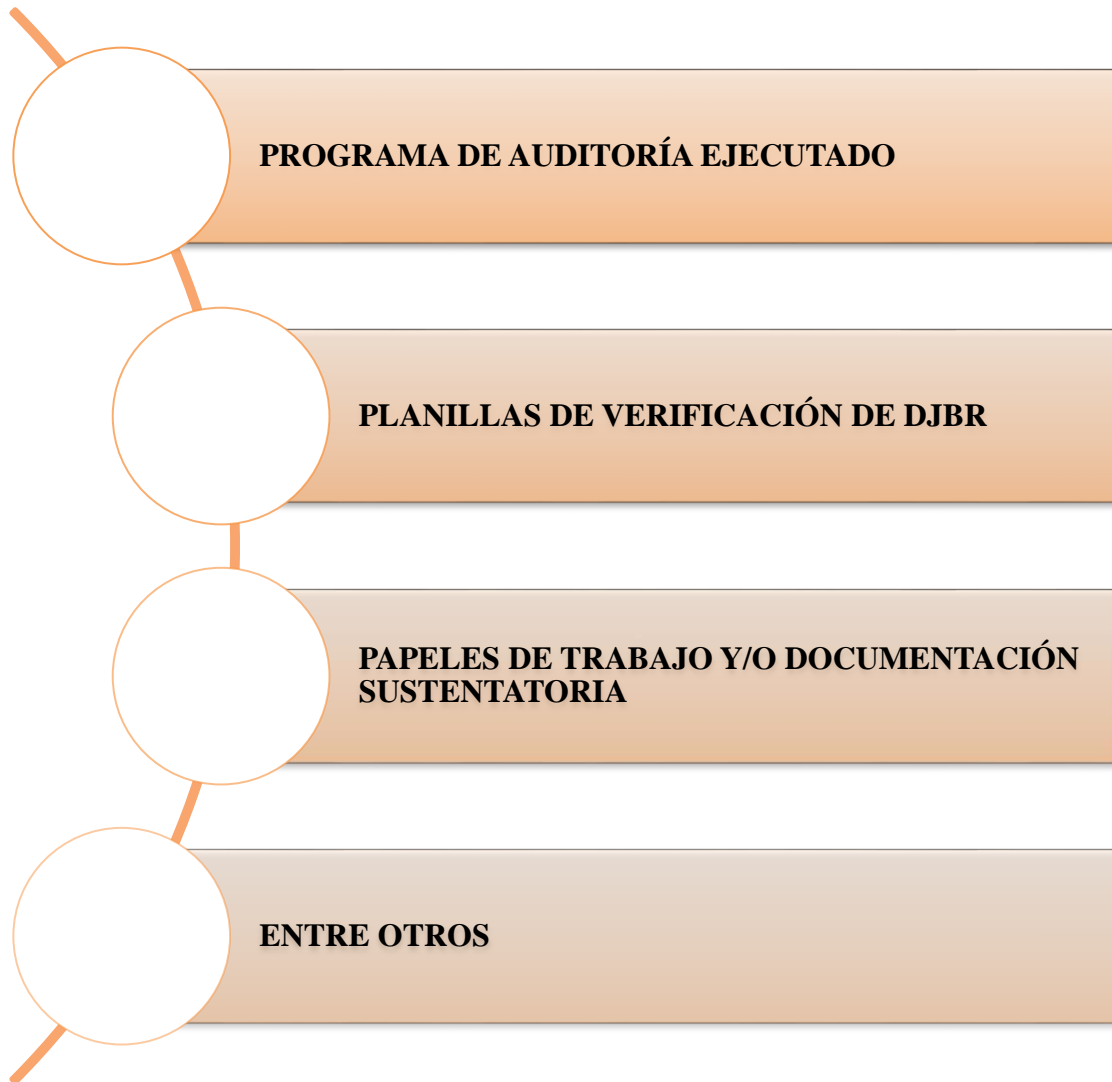 PROGRAMA DE AUDITORÍA EJECUTADO
PLANILLAS DE VERIFICACIÓN DE DJBR
PAPELES DE TRABAJO Y/O DOCUMENTACIÓN
SUSTENTATORIA
ENTRE OTROS